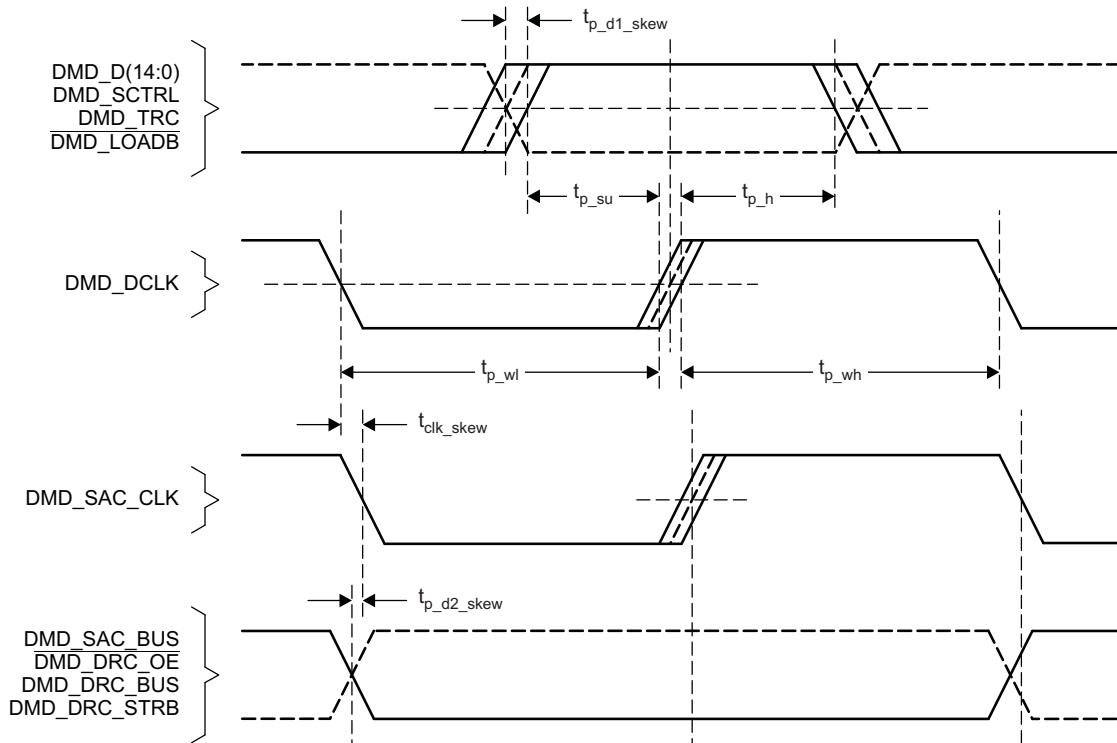 t_p_d1_skew
DMD_D(14:0)
DMD_SCTRL
DMD_TRC
DMD_LOADB
t_p_su
t_p_h
DMD_DCLK
t_p_wl
t_p_wh
t_clk_skew
DMD_SAC_CLK
t_p_d2_skew
DMD_SAC_BUS
DMD_DRC_OE
DMD_DRC_BUS
DMD_DRC_STRB